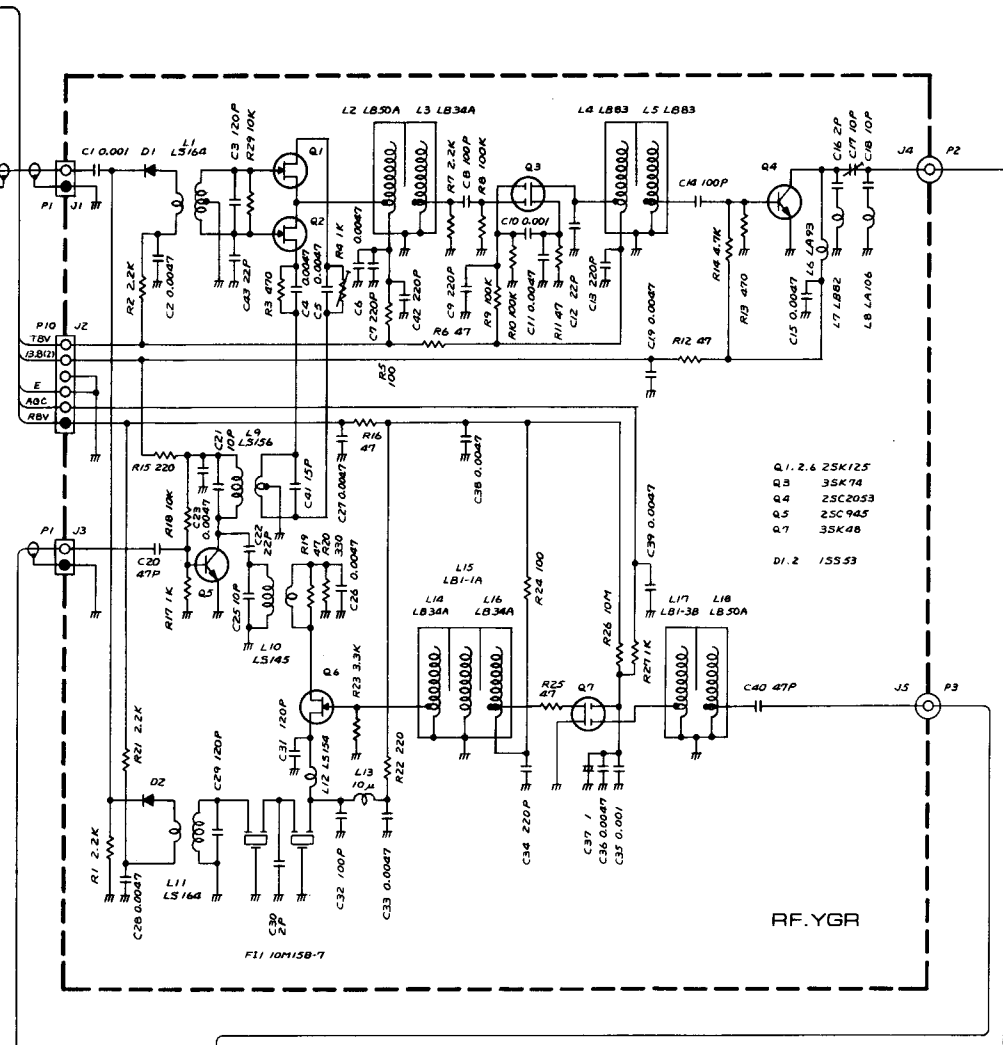 L2 LB50A
L3 LB34A
L4 LB83
L5 LB83
C1 0.001
D1
L1
LS164
C3 120P
R29 10K
Q1
R7 2.2K
C8 100P
R8 100K
Q3
C14 100P
Q4
C16 2P
C17 10P
C18 10P
J4
P2
P1
J1
Q2
C10 0.001
R2 2.2K
C2 0.0047
C43 22P
R3 470
C4 0.0047
C5 0.0047
R4 1K
C6 0.0047
C7 220P
C42 220P
C9 220P
R9 100K
R10 100K
C11 0.0047
R11 47
C12 22P
C13 220P
C19 0.0047
R14 4.7K
R13 470
C15 0.0047
L6 LA93
L7 LB82
L8 LA106
P10
J2
TBV
13.8(2)
E
AGC
RBV
R6 47
R5
100
R12 47
R15 220
C21
10P
L9
LS156
C41 15P
C27 0.0047
R16
47
C38 0.0047
Q1.2.6 2SK125
Q3 3SK74
Q4 2SC2053
Q5 2SC945
Q7 3SK48
D1.2 1SS53
R18 10K
C23
0.0047
P1
J3
C20
47P
R17 1K
Q5
C22
22P
C25 10P
R19
47
R20
330
C26 0.0047
L10
LS145
R24 100
C39 0.0047
L15
LB1-1A
L14
LB34A
L16
LB34A
R26 10M
R27 1K
L17
LB1-3B
L18
LB50A
Q6
R23 3.3K
R25
47
Q7
C40 47P
J5
P3
R21 2.2K
C31 120P
L12 LS154
L13
10μ
R22 220
D2
C29 120P
R1 2.2K
C28 0.0047
L11
LS164
C30
2P
C32 100P
C33 0.0047
C34 220P
C37 1
C36 0.0047
C35 0.001
FI1 10M15B-7
RF.YGR